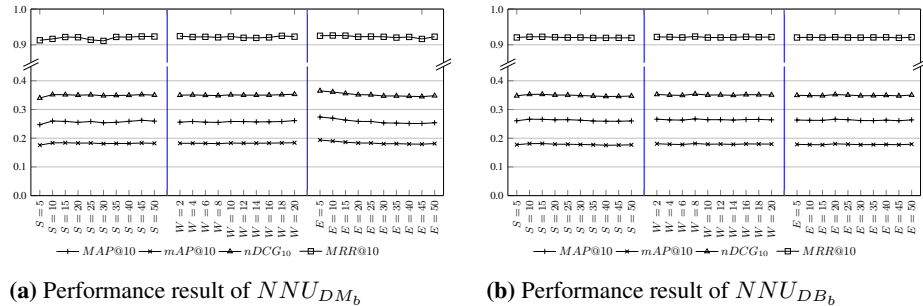 1.0
0.9
0.4
0.3
0.2
0.1
0.0
S = 5
S = 10
S = 15
S = 20
S = 25
S = 30
S = 35
S = 40
S = 45
S = 50
W = 2
W = 4
W = 6
W = 8
W = 10
W = 12
W = 14
W = 16
W = 18
W = 20
E = 5
E = 10
E = 15
E = 20
E = 25
E = 30
E = 35
E = 40
E = 45
E = 50
MAP@10 mAP@10 nDCG₁₀ MRR@10
(a) Performance result of NNU_{DM_b}
1.0
0.9
0.4
0.3
0.2
0.1
0.0
S = 5
S = 10
S = 15
S = 20
S = 25
S = 30
S = 35
S = 40
S = 45
S = 50
W = 2
W = 4
W = 6
W = 8
W = 10
W = 12
W = 14
W = 16
W = 18
W = 20
E = 5
E = 10
E = 15
E = 20
E = 25
E = 30
E = 35
E = 40
E = 45
E = 50
MAP@10 mAP@10 nDCG₁₀ MRR@10
(b) Performance result of NNU_{DB_b}